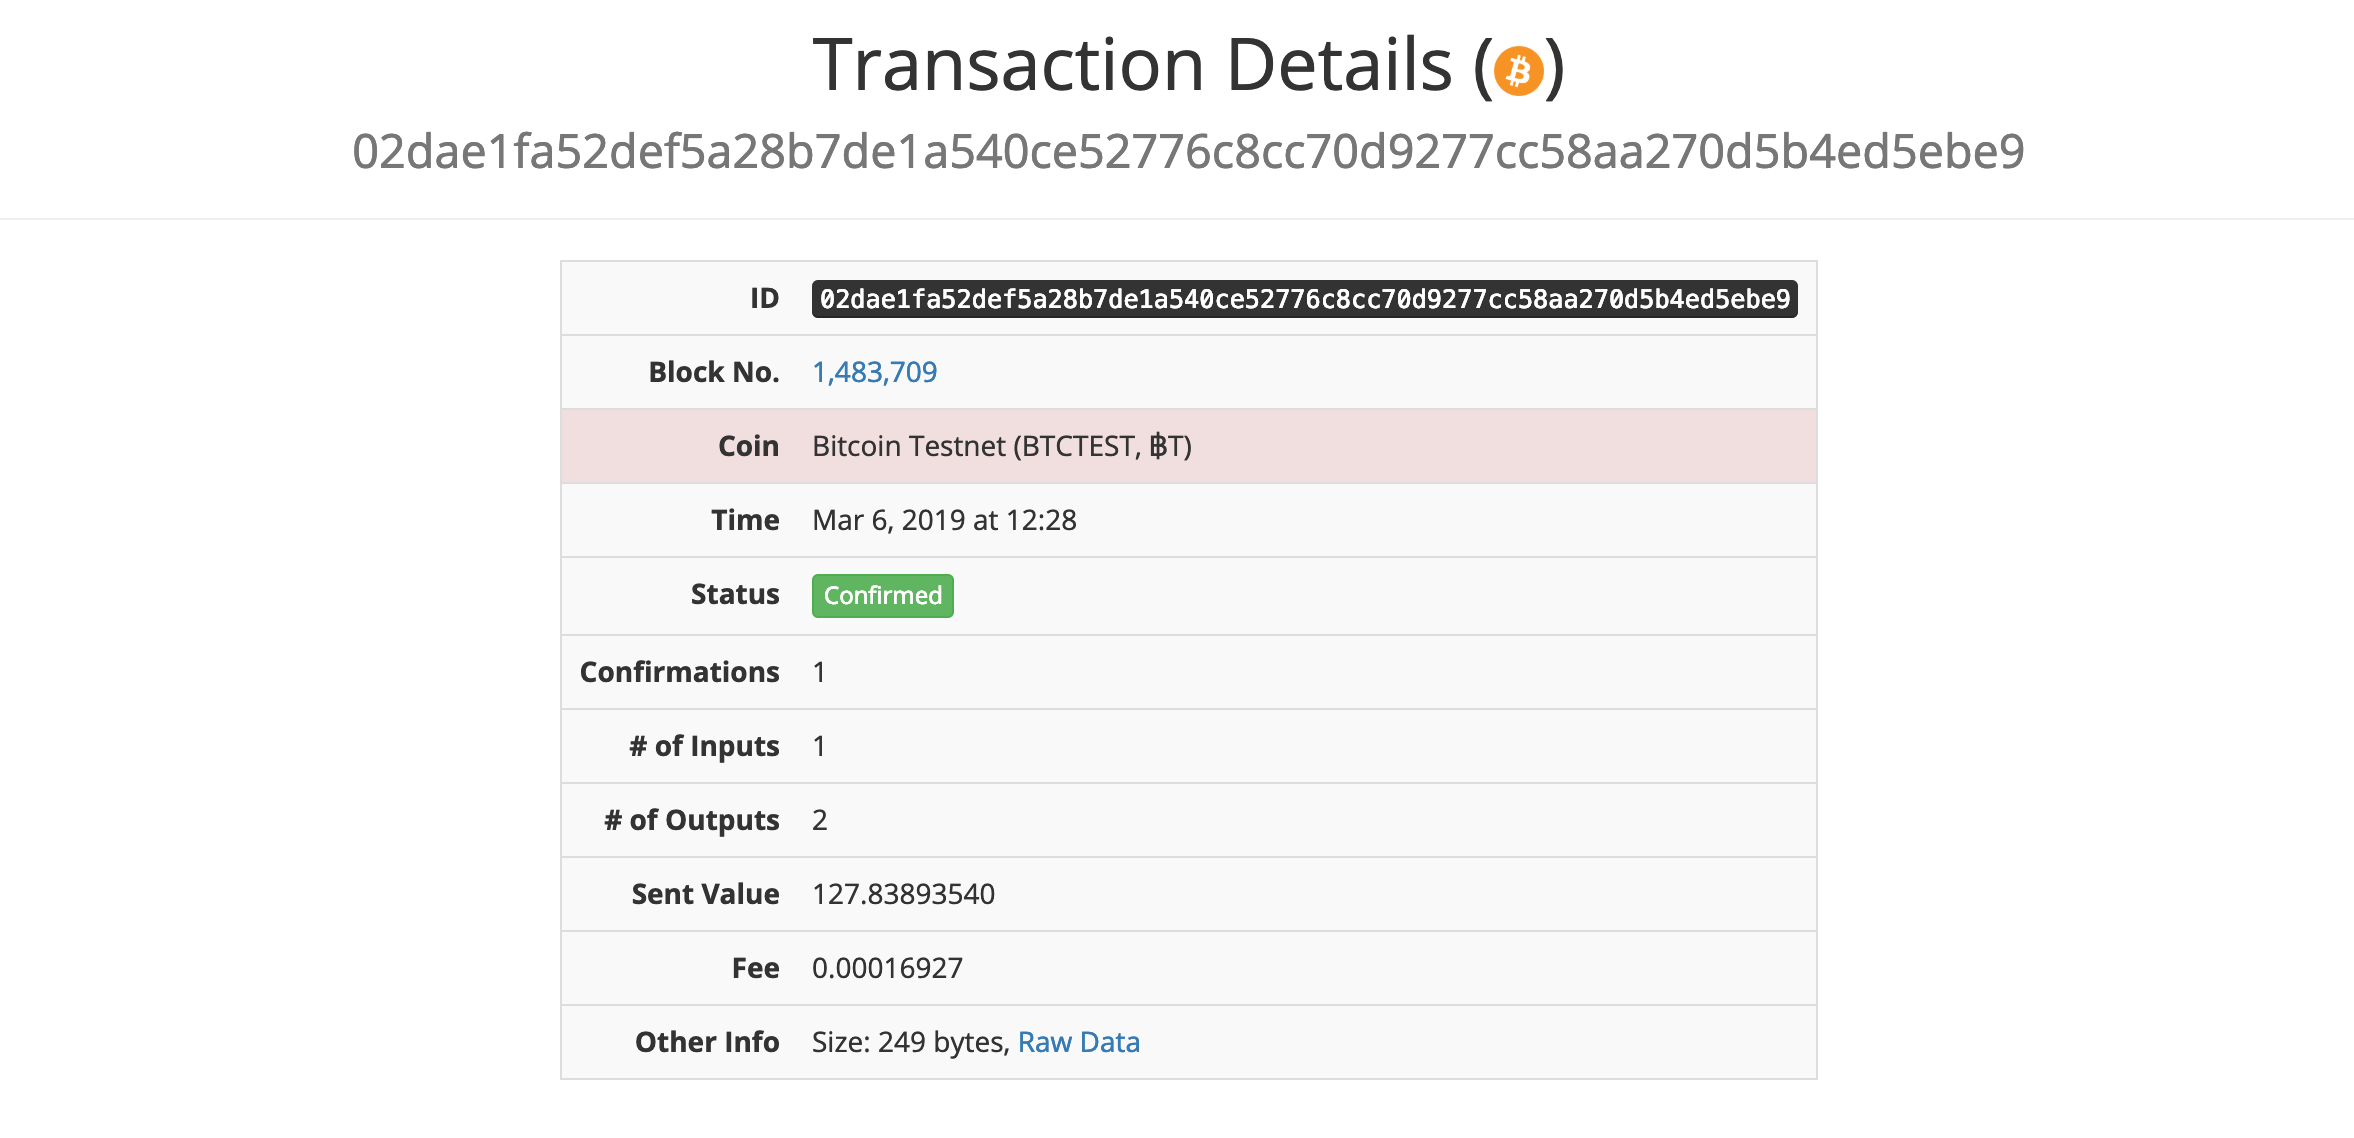 Transaction Details (₿)
02dae1fa52def5a28b7de1a540ce52776c8cc70d9277cc58aa270d5b4ed5ebe9
ID 02dae1fa52def5a28b7de1a540ce52776c8cc70d9277cc58aa270d5b4ed5ebe9
Block No. 1,483,709
Coin Bitcoin Testnet (BTCTEST, ฿T)
Time Mar 6, 2019 at 12:28
Status Confirmed
Confirmations 1
# of Inputs 1
# of Outputs 2
Sent Value 127.83893540
Fee 0.00016927
Other Info Size: 249 bytes, Raw Data